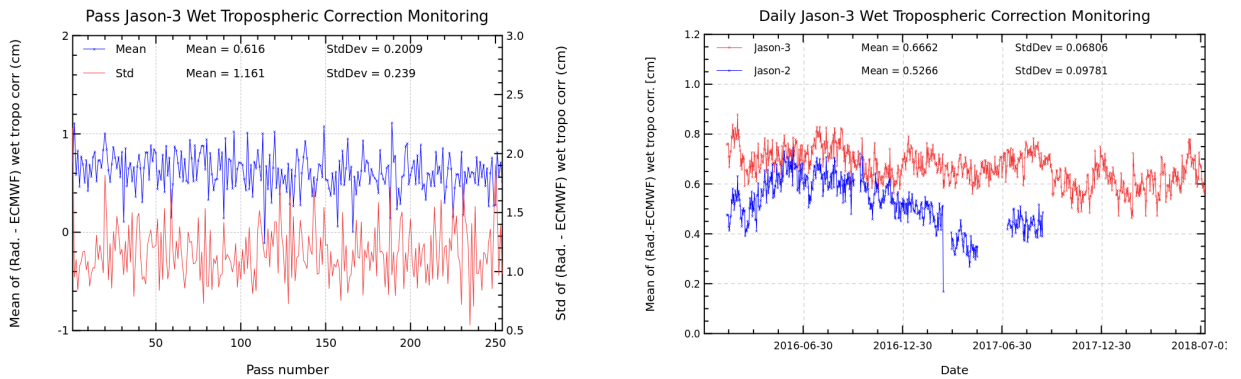 Pass Jason-3 Wet Tropospheric Correction Monitoring
Mean Mean = 0.616 StdDev = 0.2009
Std Mean = 1.161 StdDev = 0.239
Mean of (Rad. - ECMWF) wet tropo corr (cm)
2
1
0
-1
3.0
2.5
2.0
1.5
1.0
0.5
Std of (Rad. - ECMWF) wet tropo corr (cm)
50 100 150 200 250
Pass number
Daily Jason-3 Wet Tropospheric Correction Monitoring
Jason-3 Mean = 0.6662 StdDev = 0.06806
Jason-2 Mean = 0.5266 StdDev = 0.09781
Mean of (Rad.-ECMWF) wet tropo corr. [cm]
1.2
1.0
0.8
0.6
0.4
0.2
0.0
2016-06-30 2016-12-30 2017-06-30 2017-12-30 2018-07-0
Date